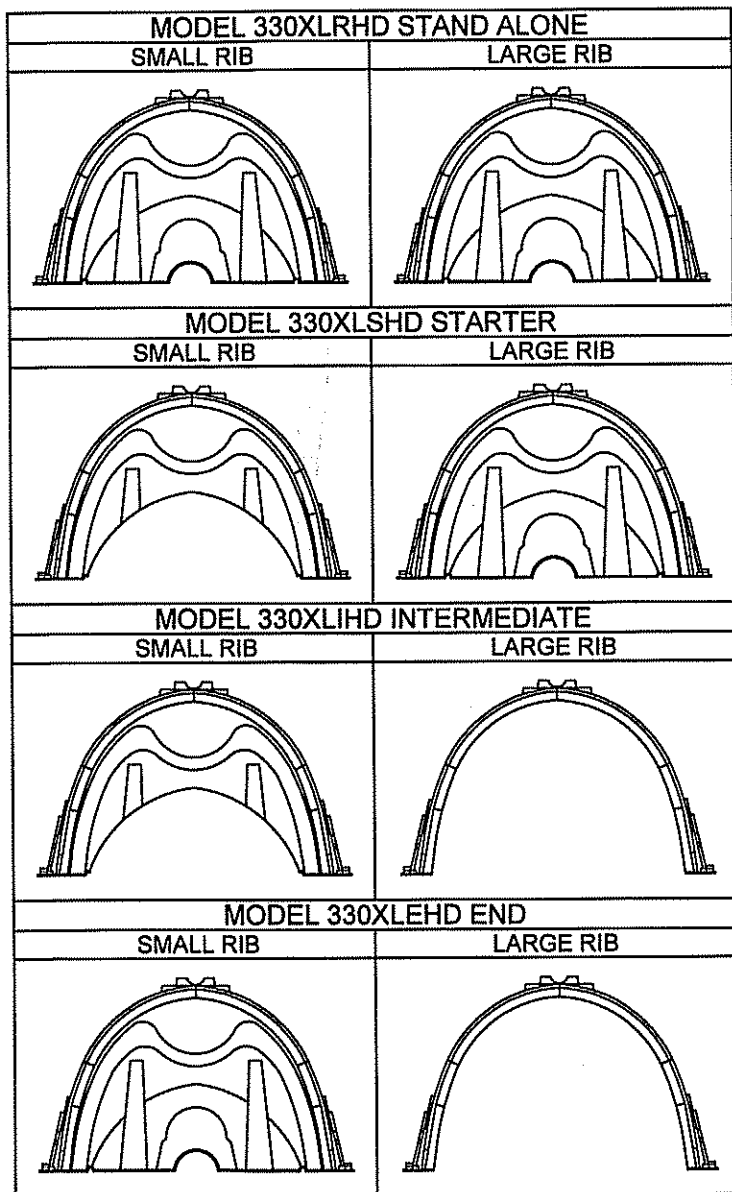 MODEL 330XLRHD STAND ALONE
SMALL RIB LARGE RIB
MODEL 330XLSHD STARTER
SMALL RIB LARGE RIB
MODEL 330XLIHD INTERMEDIATE
SMALL RIB LARGE RIB
MODEL 330XLEHD END
SMALL RIB LARGE RIB